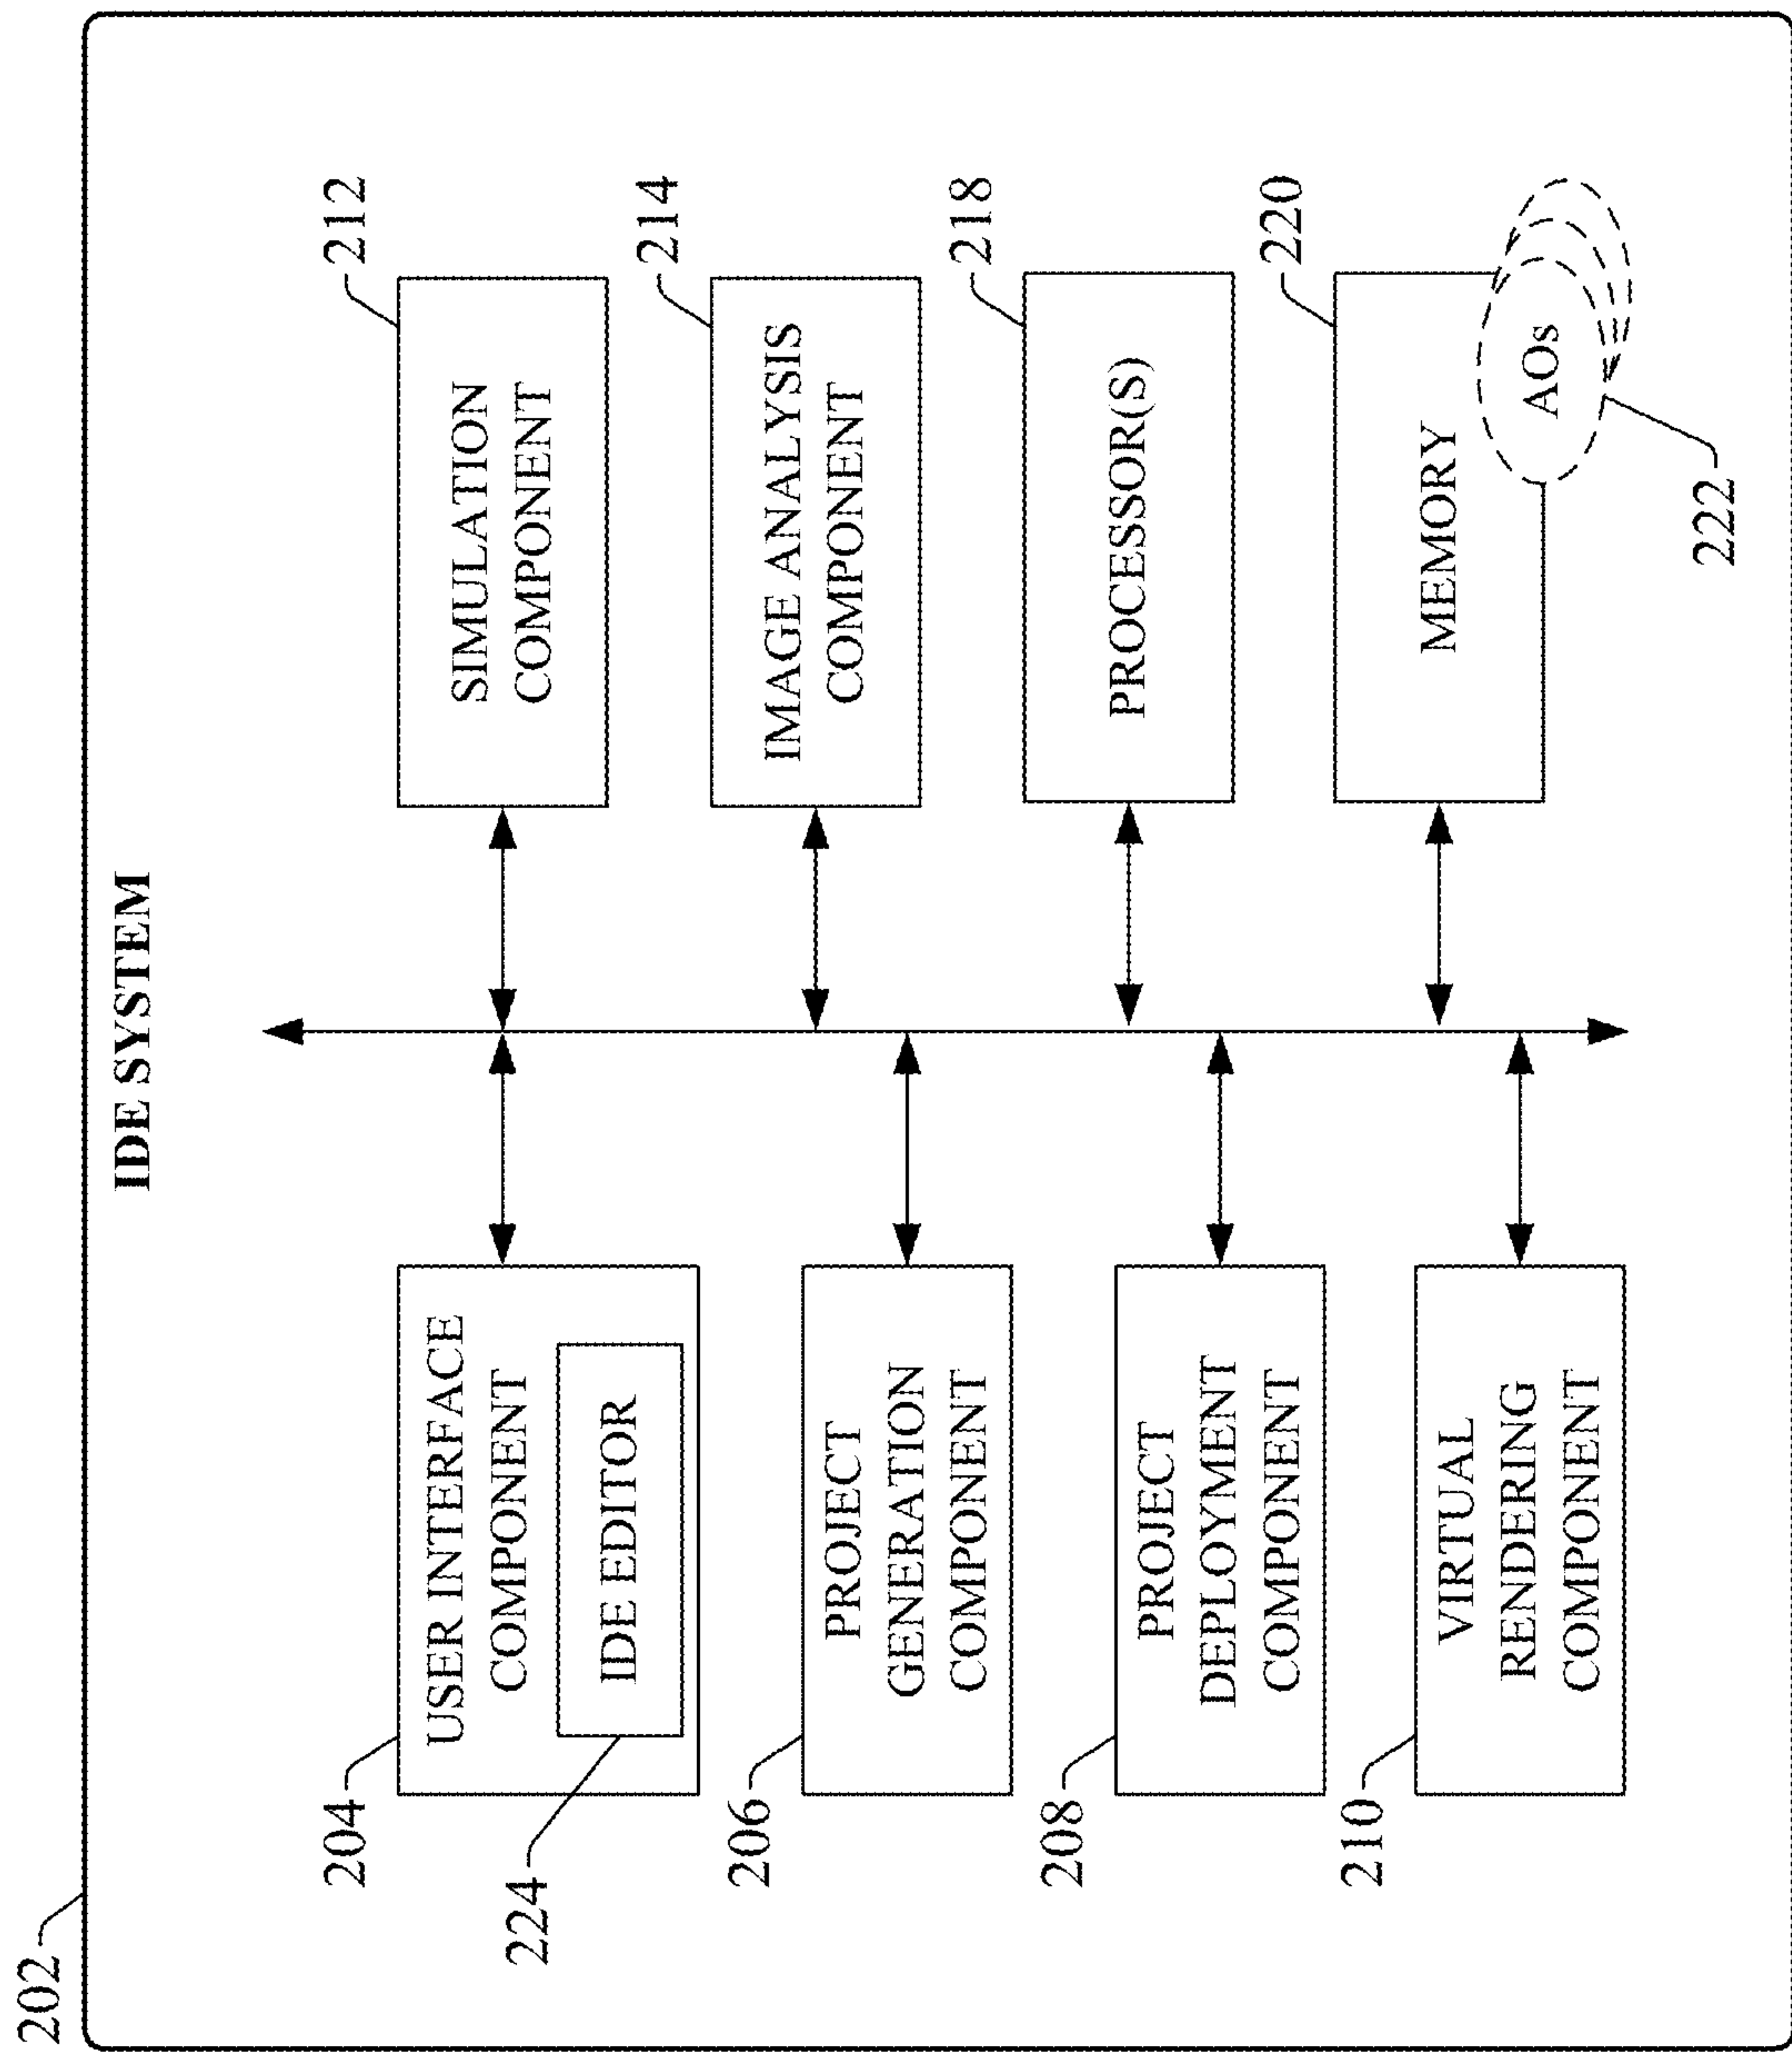 202
IDE SYSTEM
204
USER INTERFACE
COMPONENT
224
IDE EDITOR
206
PROJECT
GENERATION
COMPONENT
208
PROJECT
DEPLOYMENT
COMPONENT
210
VIRTUAL
RENDERING
COMPONENT
212
SIMULATION
COMPONENT
214
IMAGE ANALYSIS
COMPONENT
218
PROCESSOR(S)
220
MEMORY
AOs
222